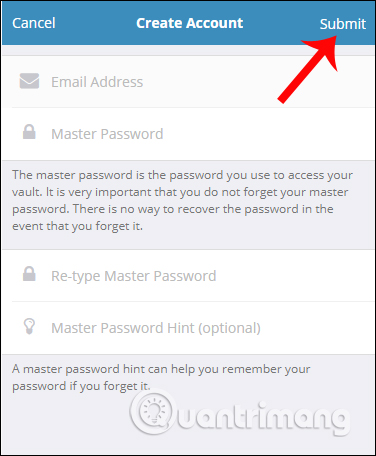 Cancel Create Account Submit
Email Address
Master Password
The master password is the password you use to access your
vault. It is very important that you do not forget your master
password. There is no way to recover the password in the
event that you forget it.
Re-type Master Password
Master Password Hint (optional)
A master password hint can help you remember your
password if you forget it.
Quantrimang